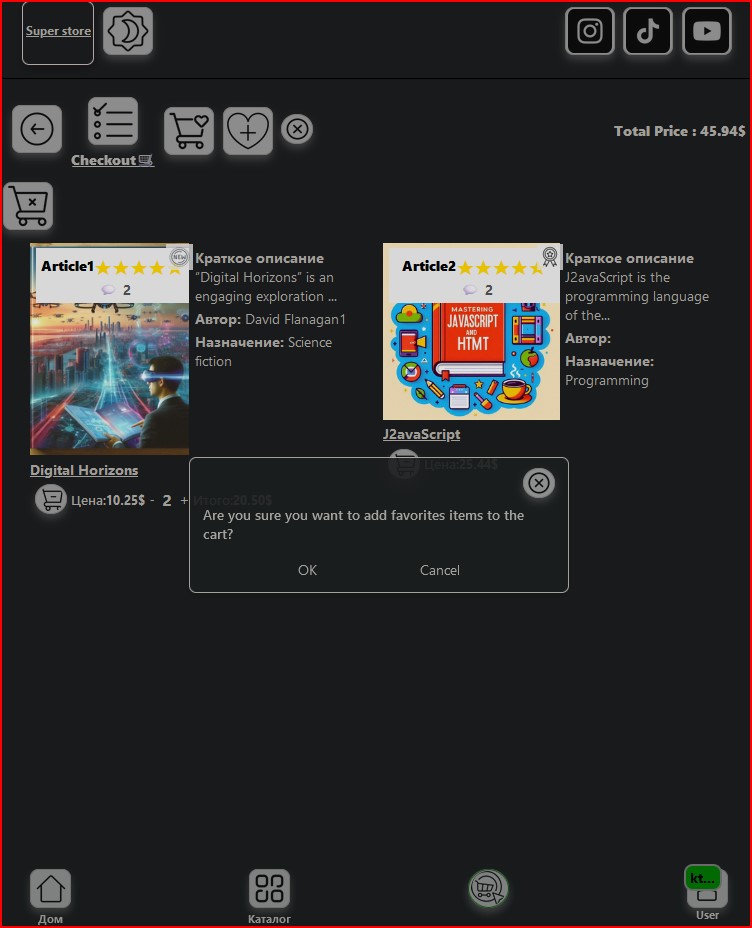 Super store
Checkout
Total Price : 45.94$
NEW
Article1
2
Краткое описание
“Digital Horizons” is an
engaging exploration ...
Автор: David Flanagan1
Назначение: Science
fiction
Digital Horizons
Цена:10.25$ - 2 + Итого:20.50$
Article2
2
MASTERING
JAVASCRIPT
AND
HTMT
Краткое описание
J2avaScript is the
programming language
of the...
Автор:
Назначение:
Programming
J2avaScript
Цена:25.44$
Are you sure you want to add favorites items to the
cart?
OK
Cancel
Дом
Каталог
kt...
User